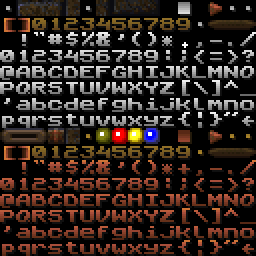 []0123456789
!"#$%&'()*+,-./
0123456789:;<=>?
@ABCDEFGHIJKLMNO
PQRSTUVWXYZ[\]^_
'abcdefghijklmno
pqrstuvwxyz{¦}"←
[]0123456789
!"#$%&'()*+,-./
0123456789:;<=>?
@ABCDEFGHIJKLMNO
PQRSTUVWXYZ[\]^_
'abcdefghijklmno
pqrstuvwxyz{¦}"←